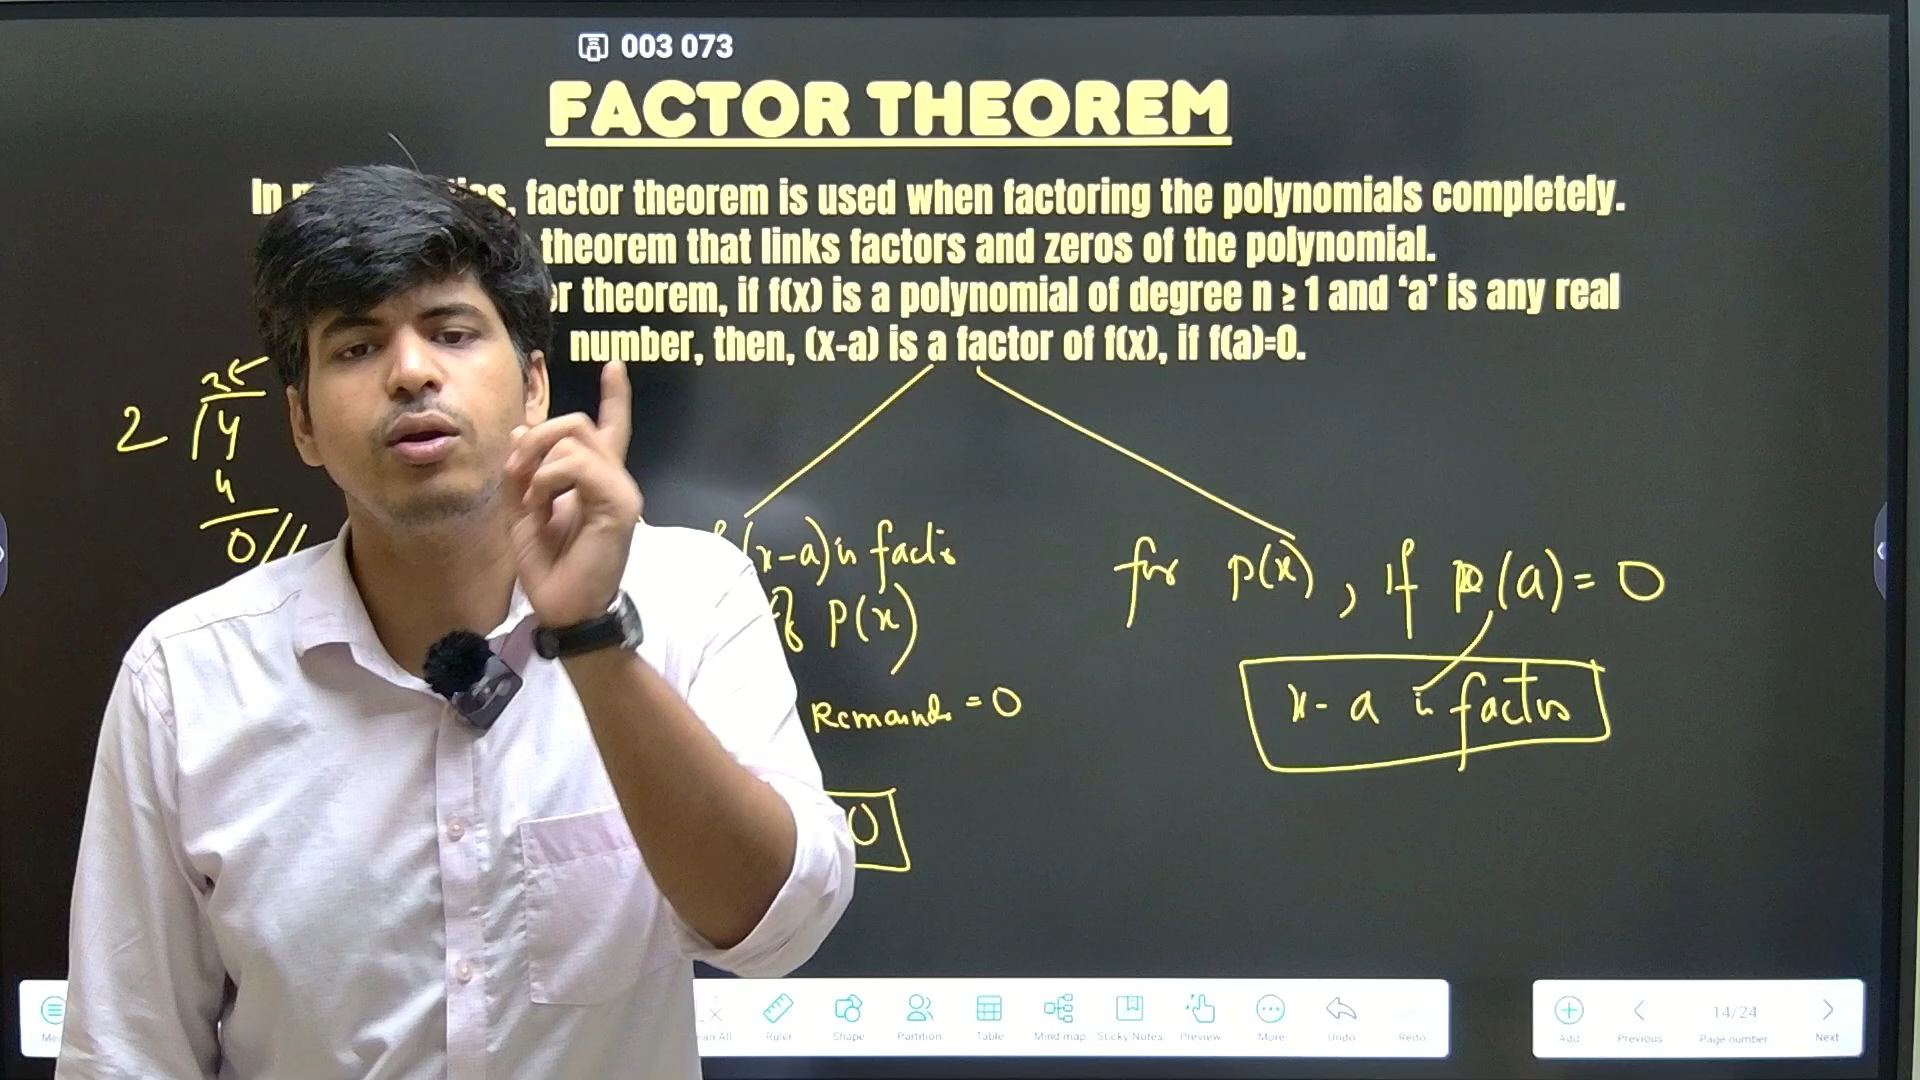 003 073
FACTOR THEOREM
In factor theorem is used when factoring the polynomials completely.
theorem that links factors and zeros of the polynomial.
theorem, if f(x) is a polynomial of degree n ≥ 1 and ‘a’ is any real
number, then, (x-a) is a factor of f(x), if f(a)=0.
2
4
4
0//
(x-a) is factor
of P(x)
Remainder = 0
0
for p(x), if p(a) = 0
x - a is factor
Ruler
Shape
Partition
Table
Mind map
Sticky Notes
Preview
More
Undo
Redo
Add
Previous
14/24
Page number
Next